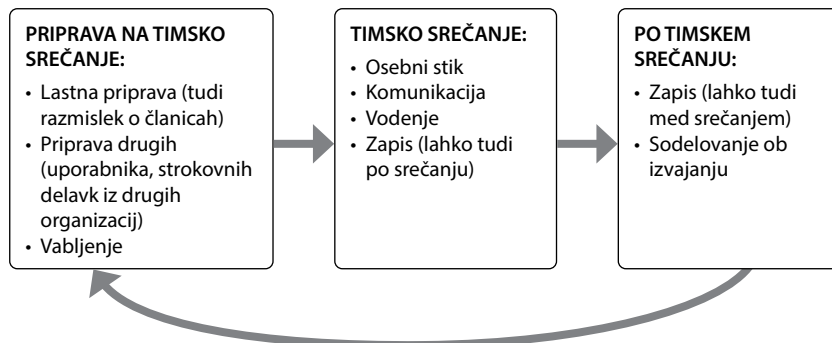 PRIPRAVA NA TIMSKO
SREČANJE:
• Lastna priprava (tudi
razmislek o članicah)
• Priprava drugih
(uporabnika, strokovnih
delavk iz drugih
organizacij)
• Vabljenje
TIMSKO SREČANJE:
• Osebni stik
• Komunikacija
• Vodenje
• Zapis (lahko tudi
po srečanju)
PO TIMSKEM
SREČANJU:
• Zapis (lahko tudi
med srečanjem)
• Sodelovanje ob
izvajanju